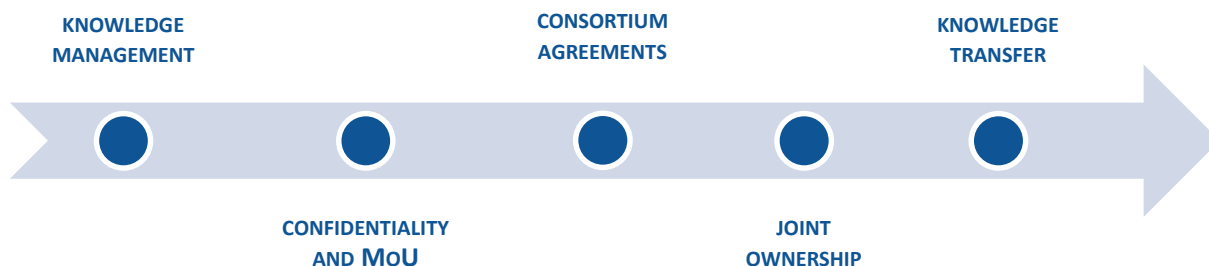 KNOWLEDGE
MANAGEMENT
CONFIDENTIALITY
AND MOU
CONSORTIUM
AGREEMENTS
JOINT
OWNERSHIP
KNOWLEDGE
TRANSFER